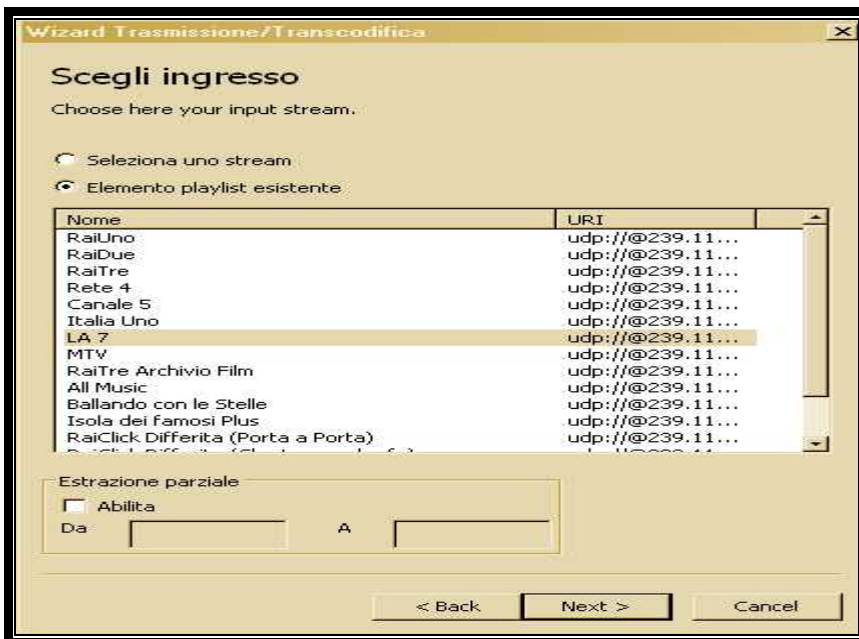 Wizard Trasmissione/Transcodifica
Scegli ingresso
Choose here your input stream.
Seleziona uno stream
Elemento playlist esistente
Nome URI
RaiUno udp://@239.11...
RaiDue udp://@239.11...
RaiTre udp://@239.11...
Rete 4 udp://@239.11...
Canale 5 udp://@239.11...
Italia Uno udp://@239.11...
LA 7 udp://@239.11...
MTV udp://@239.11...
RaiTre Archivio Film udp://@239.11...
All Music udp://@239.11...
Ballando con le Stelle udp://@239.11...
Isola dei famosi Plus udp://@239.11...
RaiClick Differita (Porta a Porta) udp://@239.11...
Estrazione parziale
Abilita
Da A
< Back Next > Cancel